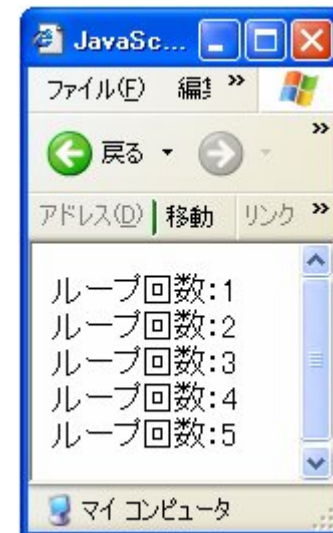 JavaSc...
ファイル(F) 編 »
戻る »
アドレス(D) 移動 リンク »
ループ回数:1
ループ回数:2
ループ回数:3
ループ回数:4
ループ回数:5
マイ コンピュータ